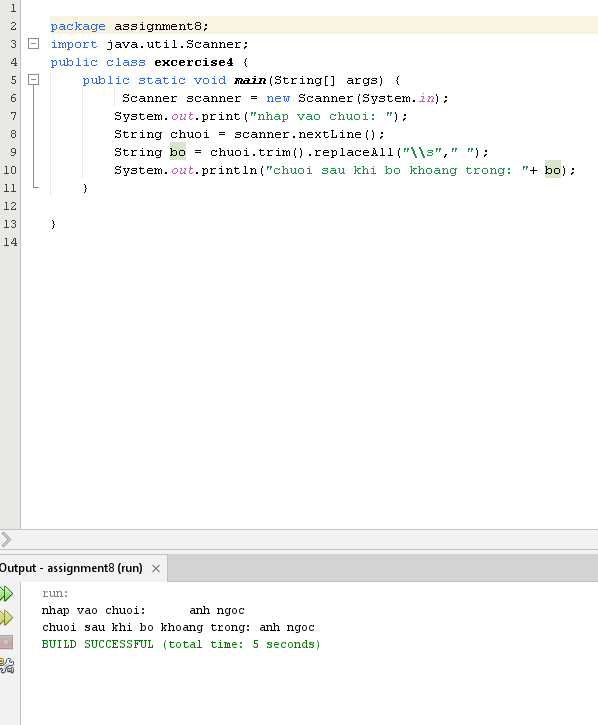 1
2 package assignment8;
3 import java.util.Scanner;
4 public class excercise4 {
5     public static void main(String[] args) {
6          Scanner scanner = new Scanner(System.in);
7         System.out.print("nhap vao chuoi: ");
8         String chuoi = scanner.nextLine();
9         String bo = chuoi.trim().replaceAll("\\s"," ");
10         System.out.println("chuoi sau khi bo khoang trong: "+ bo);
11     }
12
13 }
14
Output - assignment8 (run) ×
run:
nhap vao chuoi:      anh ngoc
chuoi sau khi bo khoang trong: anh ngoc
BUILD SUCCESSFUL (total time: 5 seconds)